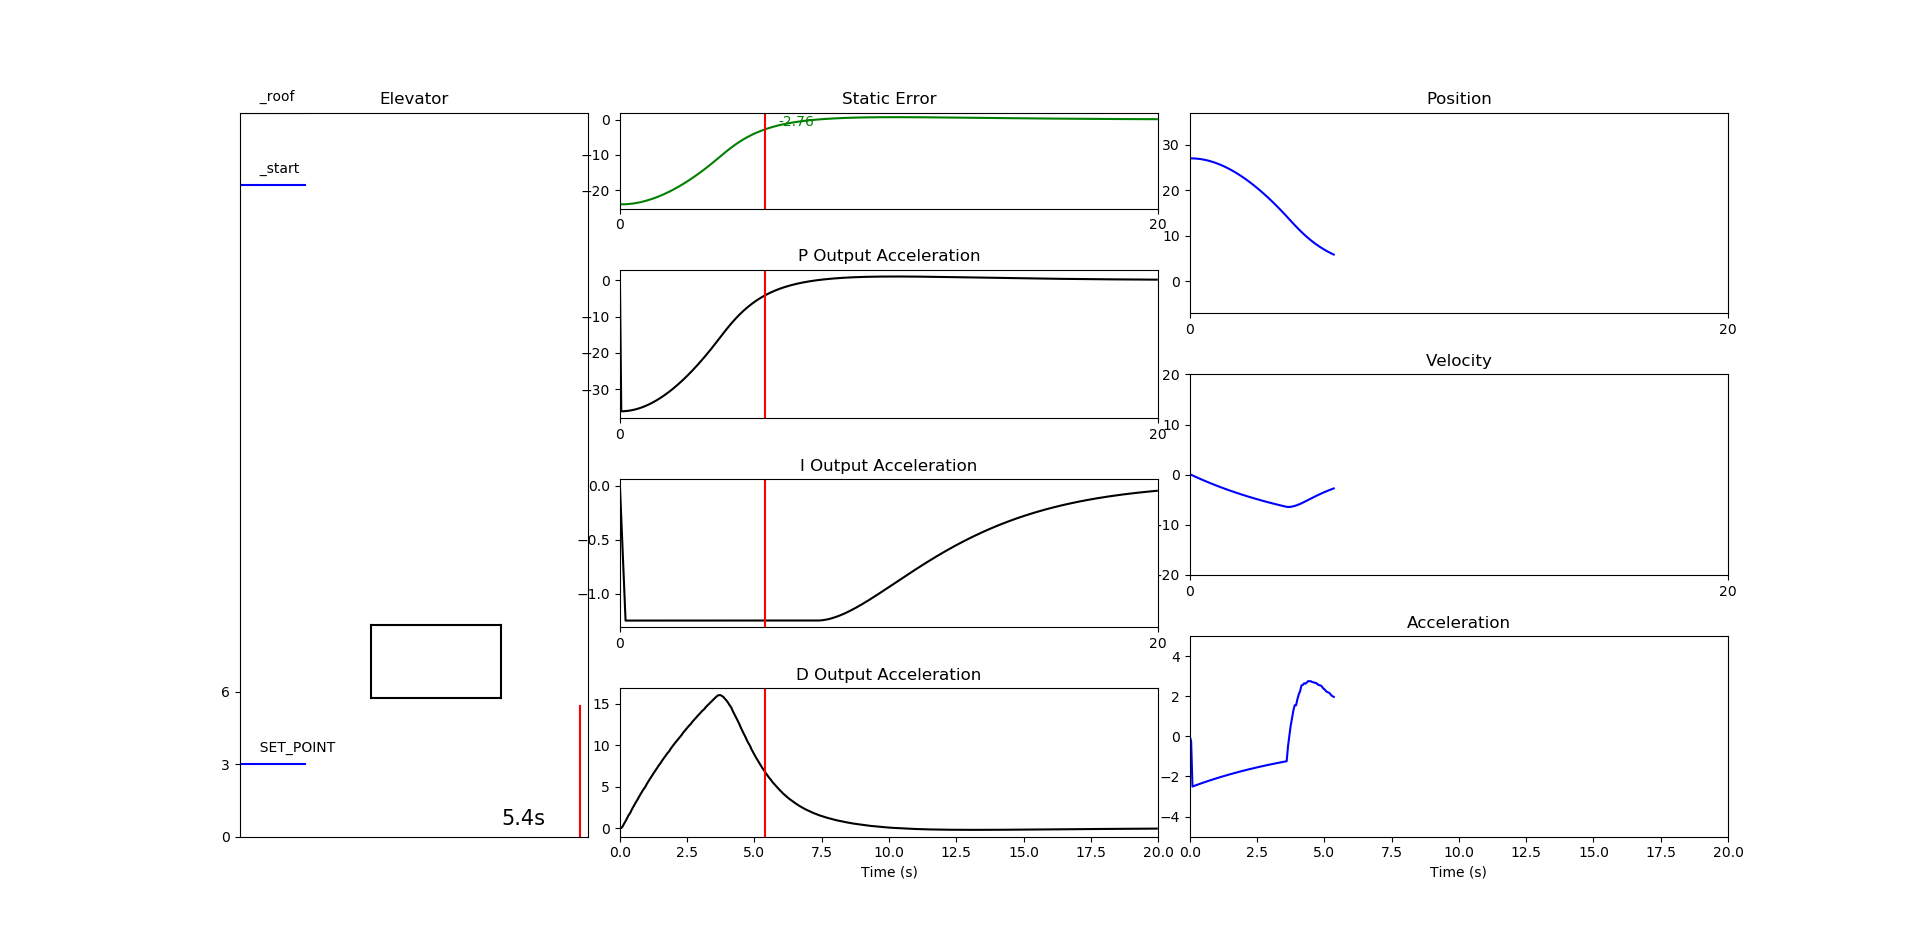 _roof
Elevator
_start
6
SET_POINT
3
5.4s
0
Static Error
0
−10
−20
-2.76
0
20
P Output Acceleration
0
−10
−20
−30
0
20
I Output Acceleration
0.0
−0.5
−1.0
0
20
D Output Acceleration
15
10
5
0
0.0 2.5 5.0 7.5 10.0 12.5 15.0 17.5 20.0
Time (s)
Position
30
20
10
0
0
20
Velocity
20
10
0
-10
-20
0
20
Acceleration
4
2
0
−2
−4
0.0 2.5 5.0 7.5 10.0 12.5 15.0 17.5 20.0
Time (s)